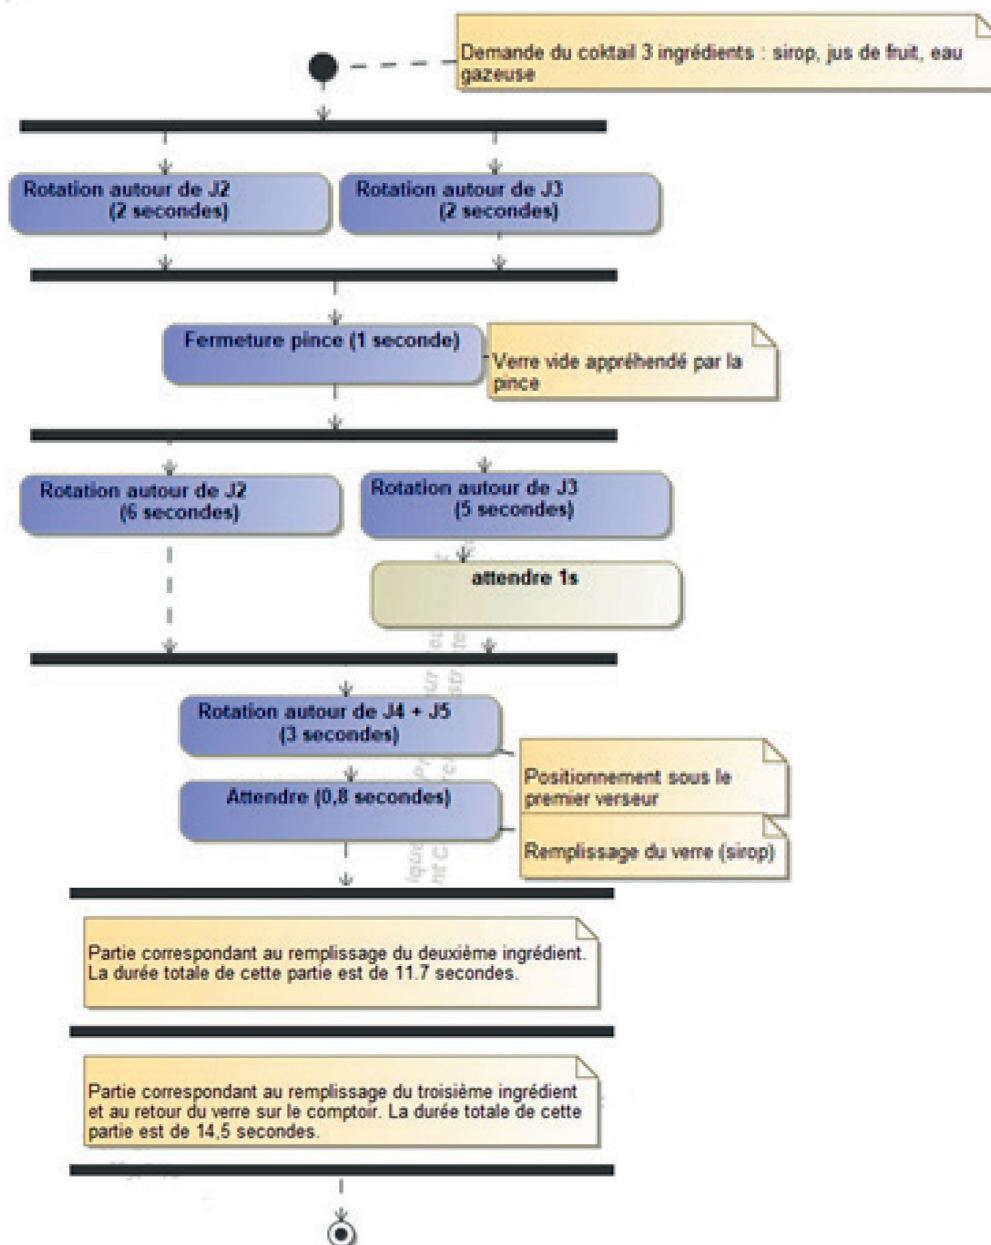 Demande du coktail 3 ingrédients : sirop, jus de fruit, eau
gazeuse
Rotation autour de J2
(2 secondes)
Rotation autour de J3
(2 secondes)
Fermeture pince (1 seconde)
Verre vide appréhendé par la
pince
Rotation autour de J2
(6 secondes)
Rotation autour de J3
(5 secondes)
attendre 1s
Rotation autour de J4 + J5
(3 secondes)
Positionnement sous le
premier verseur
Attendre (0,8 secondes)
Remplissage du verre (sirop)
Partie correspondant au remplissage du deuxième ingrédient.
La durée totale de cette partie est de 11.7 secondes.
Partie correspondant au remplissage du troisième ingrédient
et au retour du verre sur le comptoir. La durée totale de cette
partie est de 14,5 secondes.